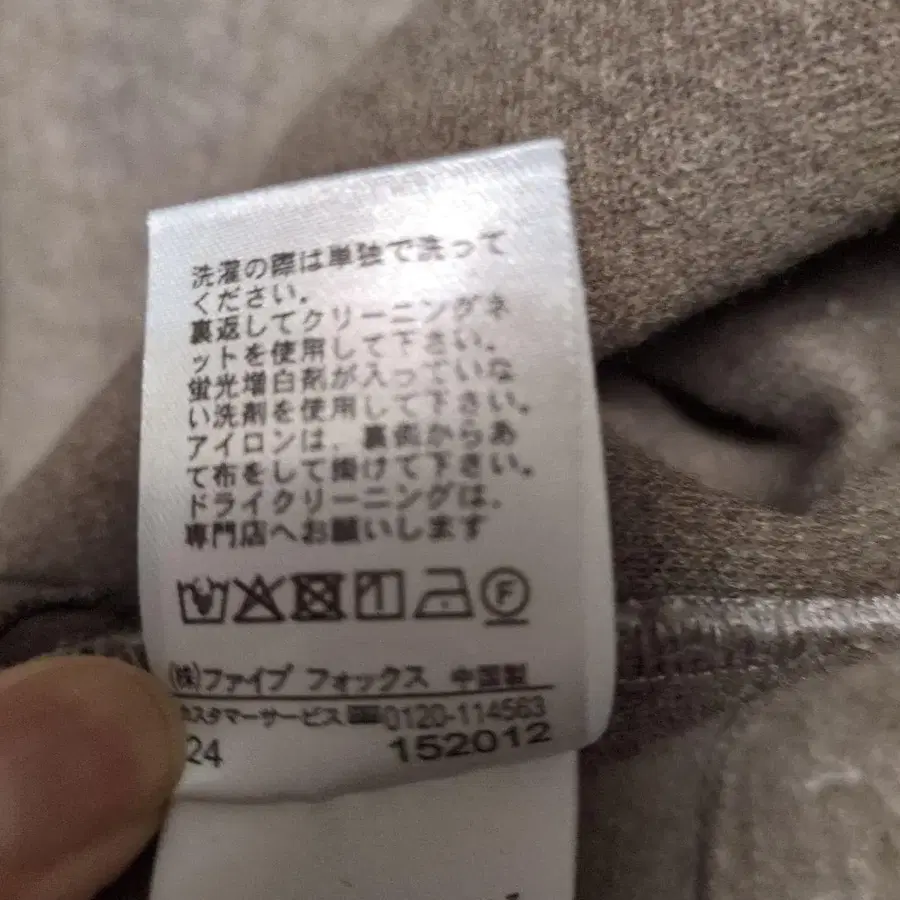 洗濯の際は単独で洗って
ください。
裏返してクリーニングネ
ットを使用して下さい。
蛍光増白剤が入っていな
い洗剤を使用して下さい。
アイロンは、裏側からあ
て布をして掛けて下さい。
ドライクリーニングは、
専門店へお願いします
F
(株)ファイブ フォックス 中国製
カスタマーサービス 0120-114563
24 152012